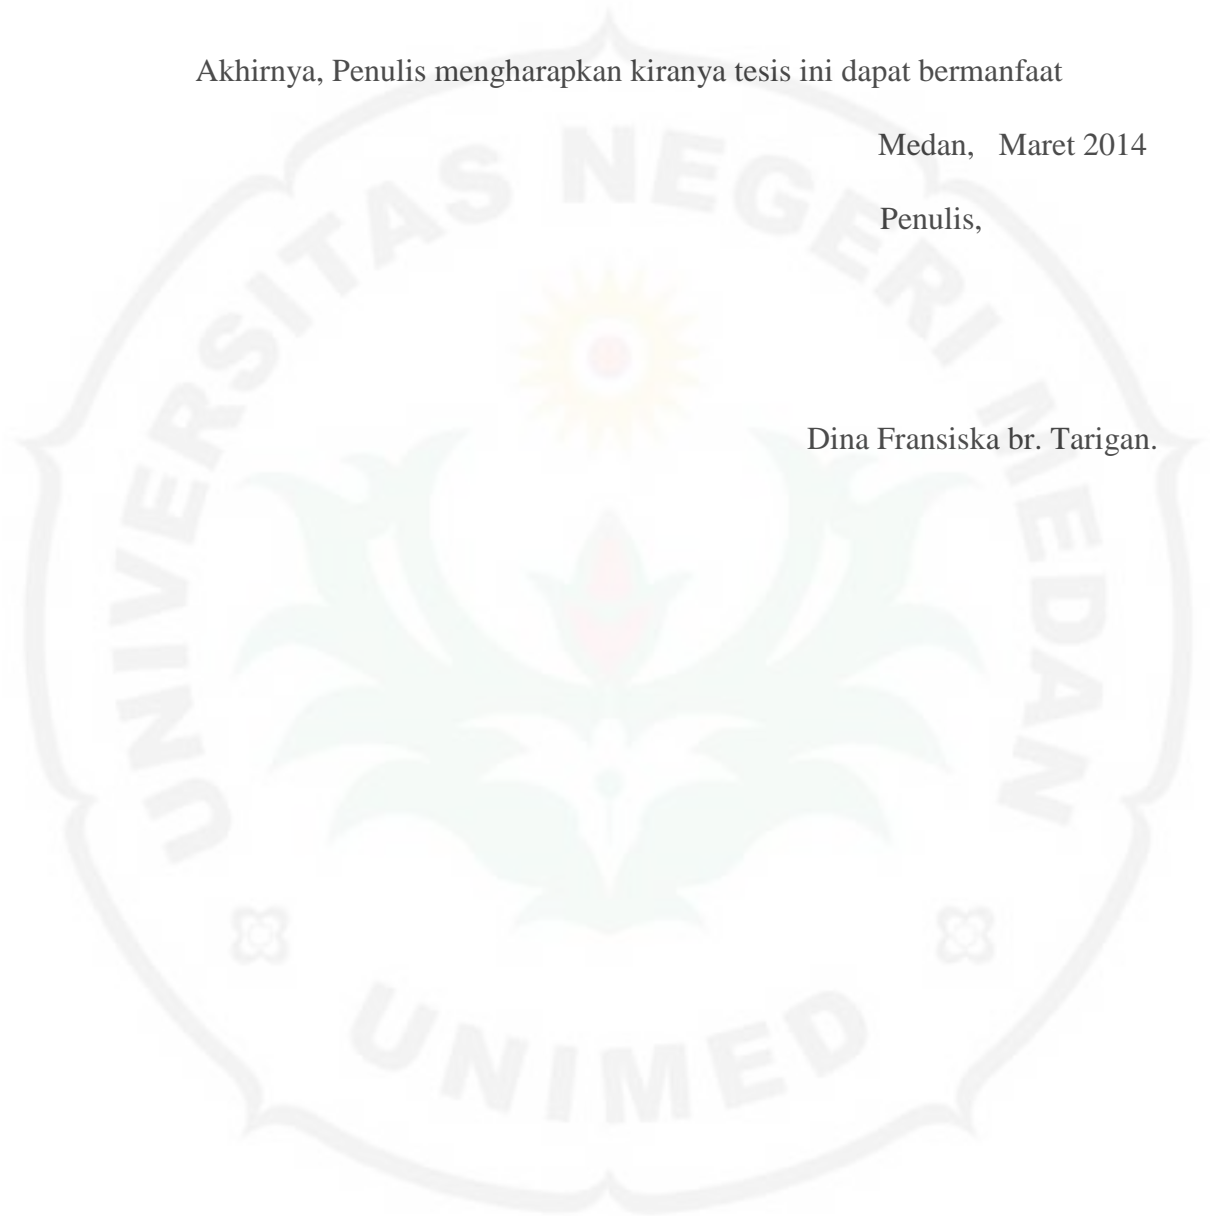 Akhirnya, Penulis mengharapkan kiranya tesis ini dapat bermanfaat
Medan, Maret 2014
Penulis,
Dina Fransiska br. Tarigan.
UNIVERSITAS NEGERI MEDAN
UNIMED